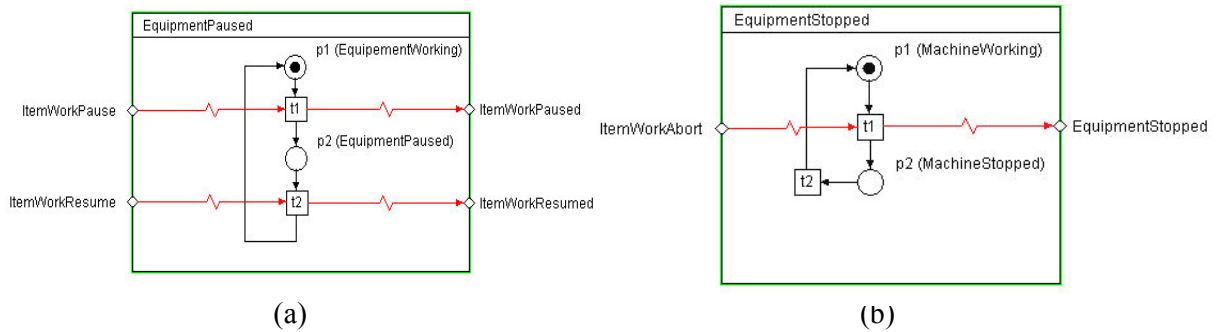 EquipmentPaused
p1 (EquipementWorking)
ItemWorkPause
t1
ItemWorkPaused
p2 (EquipmentPaused)
ItemWorkResume
t2
ItemWorkResumed
(a)
EquipmentStopped
p1 (MachineWorking)
ItemWorkAbort
t1
EquipmentStopped
p2 (MachineStopped)
t2
(b)